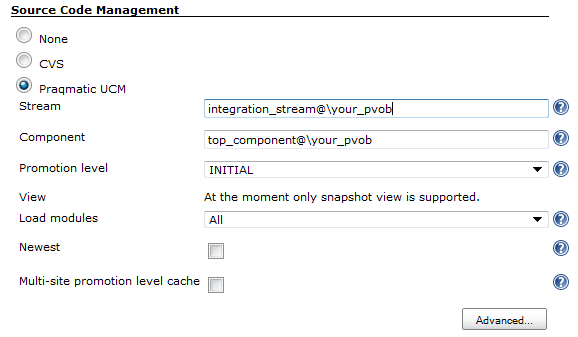 Source Code Management
None
CVS
Pragmatic UCM
Stream integration_stream@\your_pvob
Component top_component@\your_pvob
Promotion level INITIAL
View At the moment only snapshot view is supported.
Load modules All
Newest
Multi-site promotion level cache
Advanced...